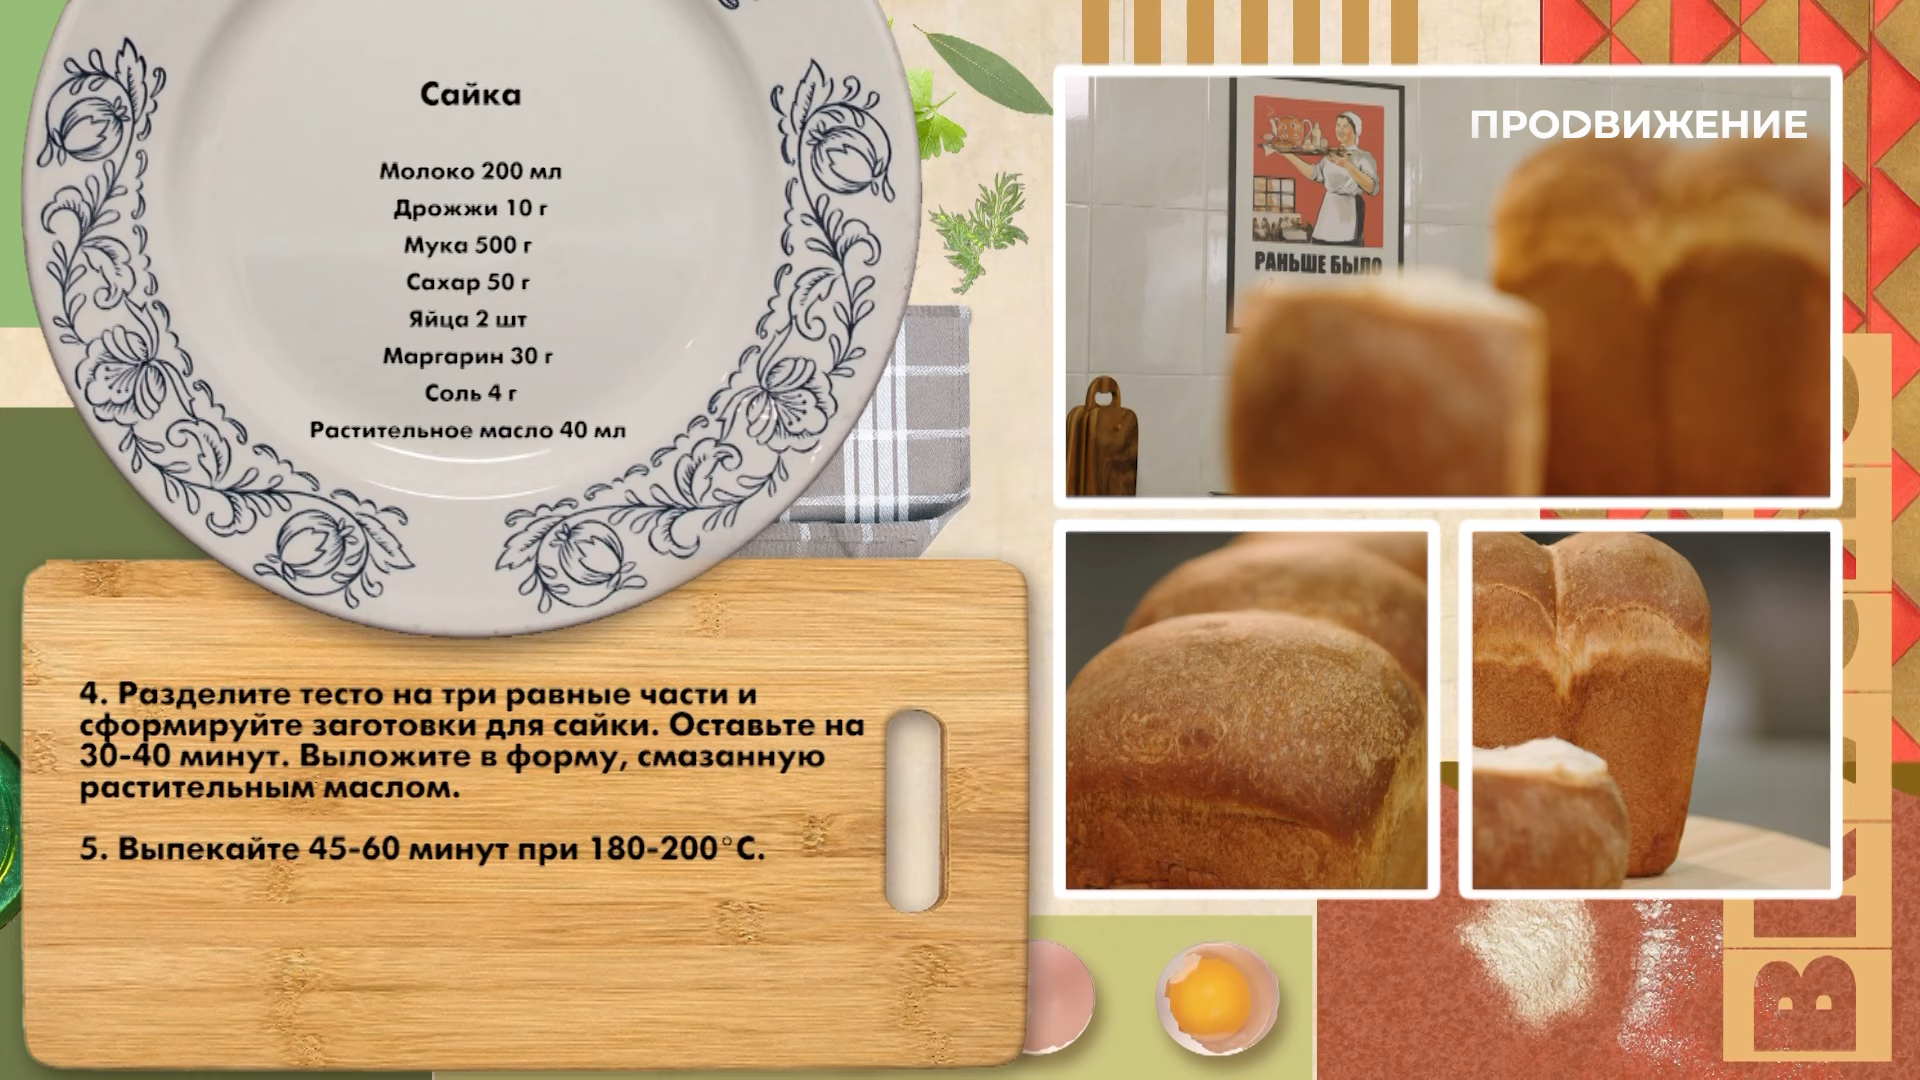 Сайка
Молоко 200 мл
Дрожжи 10 г
Мука 500 г
Сахар 50 г
Яйца 2 шт
Маргарин 30 г
Соль 4 г
Растительное масло 40 мл
4. Разделите тесто на три равные части и
сформируйте заготовки для сайки. Оставьте на
30-40 минут. Выложите в форму, смазанную
растительным маслом.
5. Выпекайте 45-60 минут при 180-200°C.
ПРОDВИЖЕНИЕ
РАНЬШЕ БЫЛО